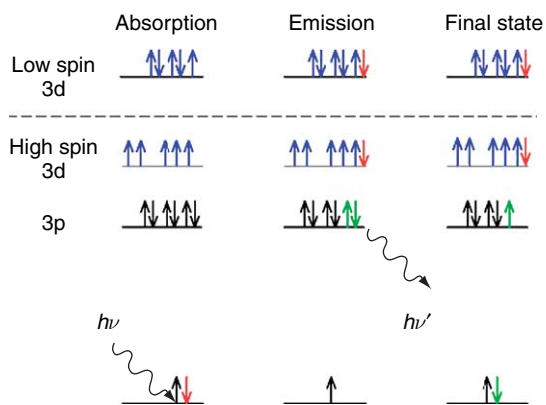 Absorption Emission Final state
Low spin
3d
High spin
3d
3p
hν hν′